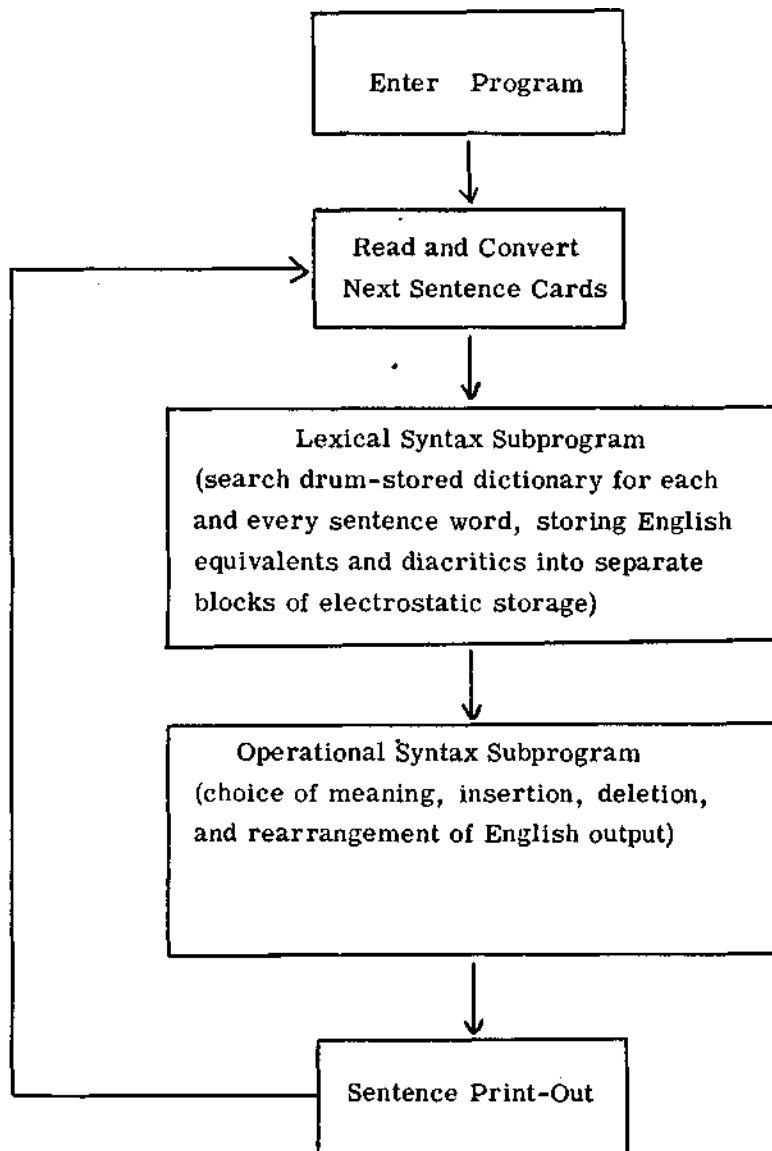 Enter Program
Read and Convert
Next Sentence Cards
Lexical Syntax Subprogram
(search drum-stored dictionary for each
and every sentence word, storing English
equivalents and diacritics into separate
blocks of electrostatic storage)
Operational Syntax Subprogram
(choice of meaning, insertion, deletion,
and rearrangement of English output)
Sentence Print-Out